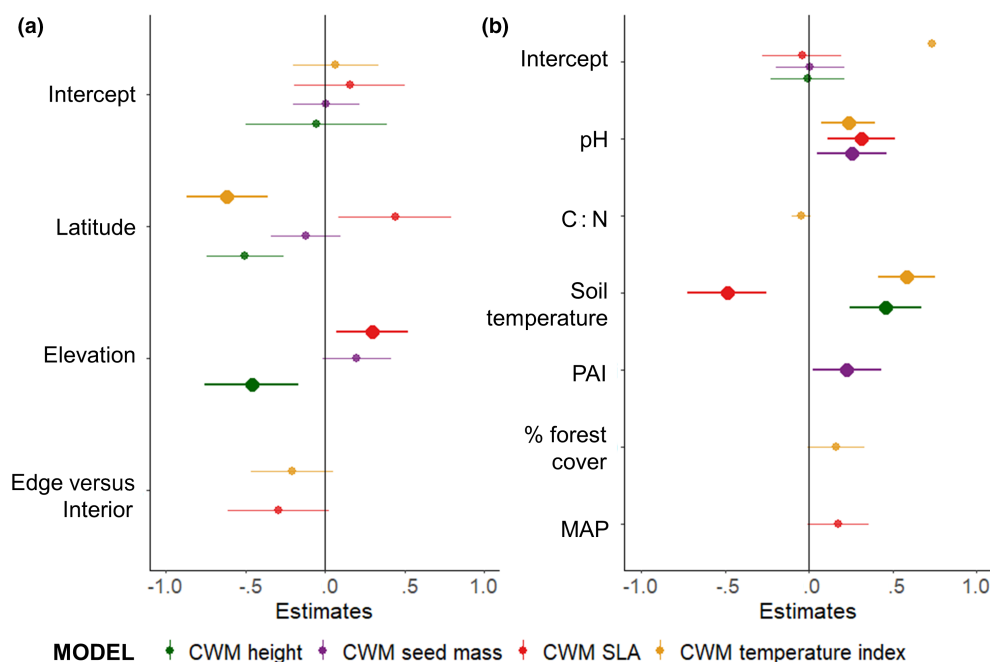 (a)
Intercept
Latitude
Elevation
Edge versus
Interior
-1.0 -.5 .0 .5 1.0
Estimates
(b)
Intercept
pH
C : N
Soil
temperature
PAI
% forest
cover
MAP
-1.0 -.5 .0 .5 1.0
Estimates
MODEL CWM height CWM seed mass CWM SLA CWM temperature index